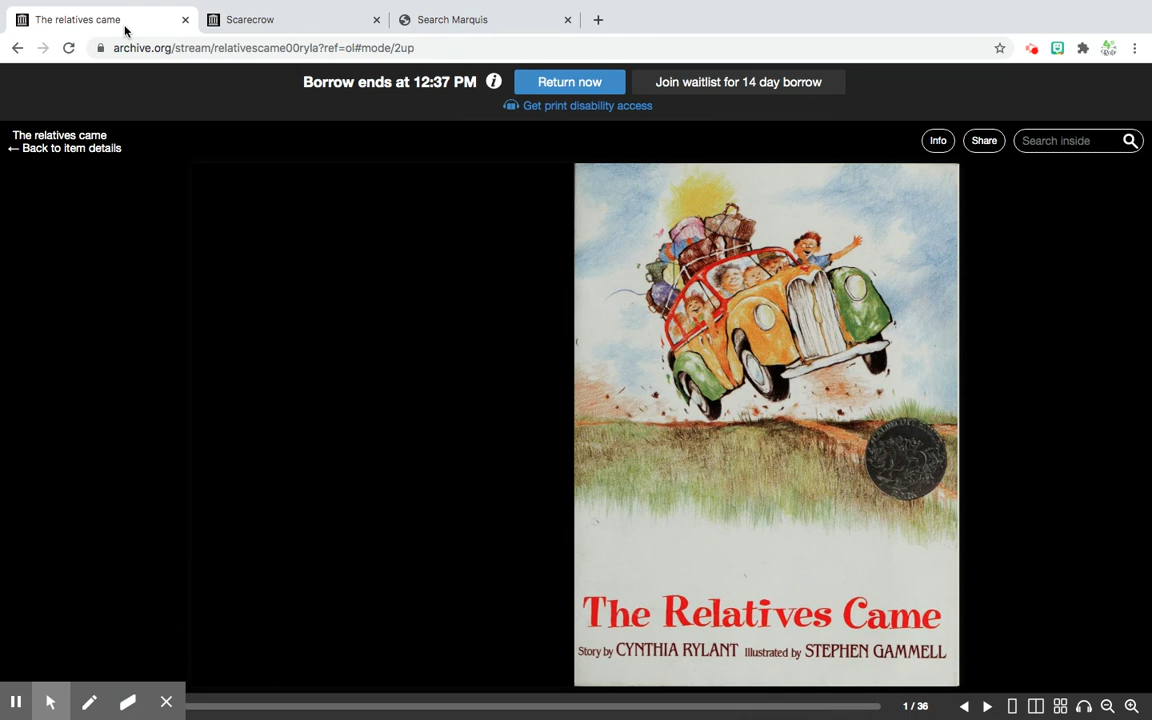 The relatives came
Scarecrow
Search Marquis
archive.org/stream/relativescame00ryla?ref=ol#mode/2up
Borrow ends at 12:37 PM
Return now
Join waitlist for 14 day borrow
Get print disability access
The relatives came
← Back to item details
Info
Share
Search inside
The Relatives Came
Story by CYNTHIA RYLANT Illustrated by STEPHEN GAMMELL
1 / 36